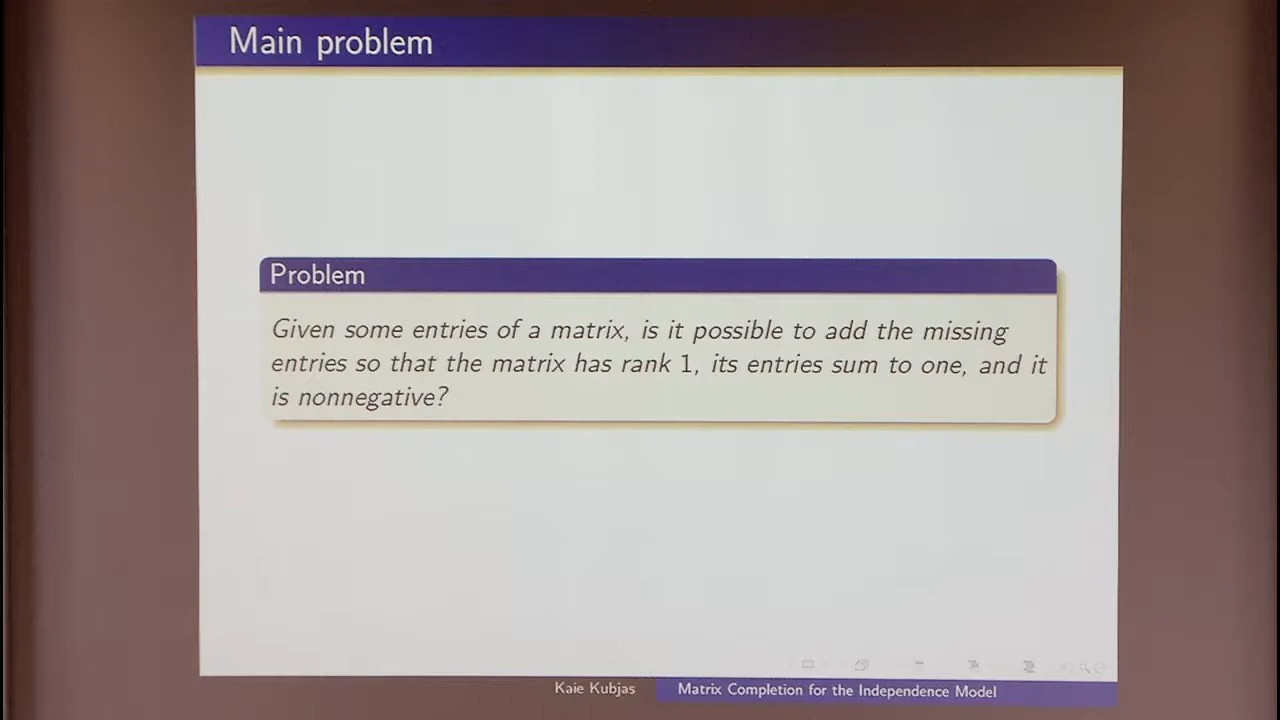 Main problem
Problem
Given some entries of a matrix, is it possible to add the missing
entries so that the matrix has rank 1, its entries sum to one, and it
is nonnegative?
Kaie Kubjas
Matrix Completion for the Independence Model